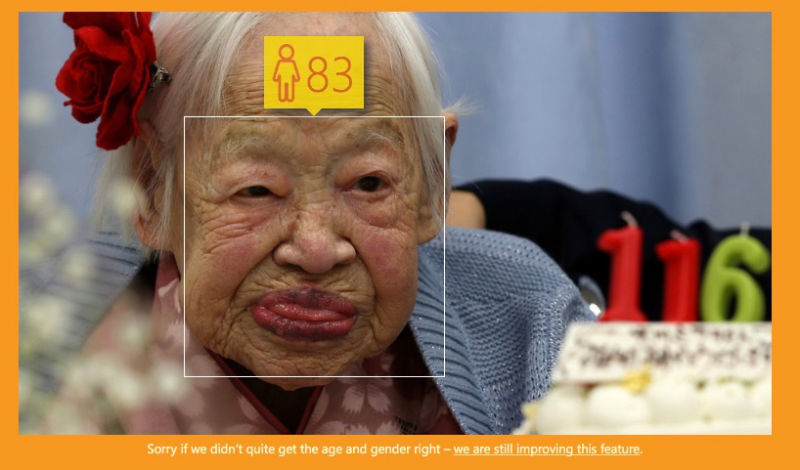 83
116
Sorry if we didn't quite get the age and gender right – we are still improving this feature.